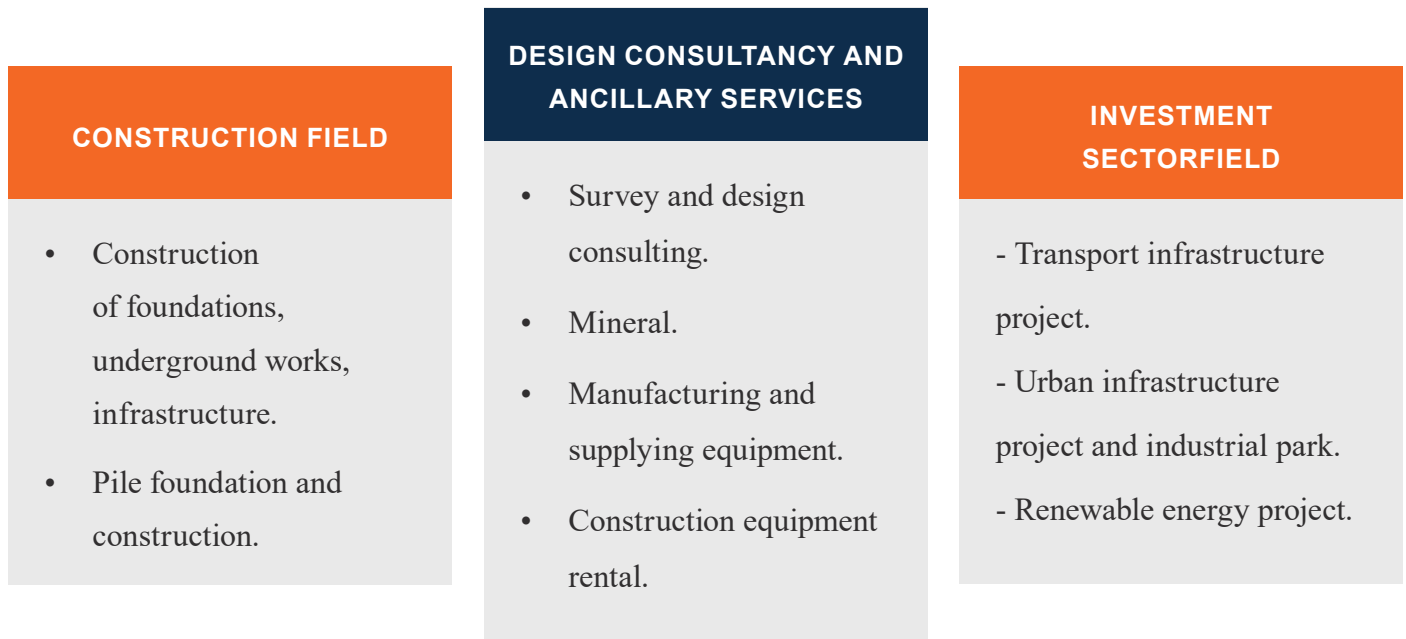 CONSTRUCTION FIELD
• Construction
of foundations,
underground works,
infrastructure.
• Pile foundation and
construction.
DESIGN CONSULTANCY AND
ANCILLARY SERVICES
• Survey and design
consulting.
• Mineral.
• Manufacturing and
supplying equipment.
• Construction equipment
rental.
INVESTMENT
SECTORFIELD
- Transport infrastructure
project.
- Urban infrastructure
project and industrial park.
- Renewable energy project.